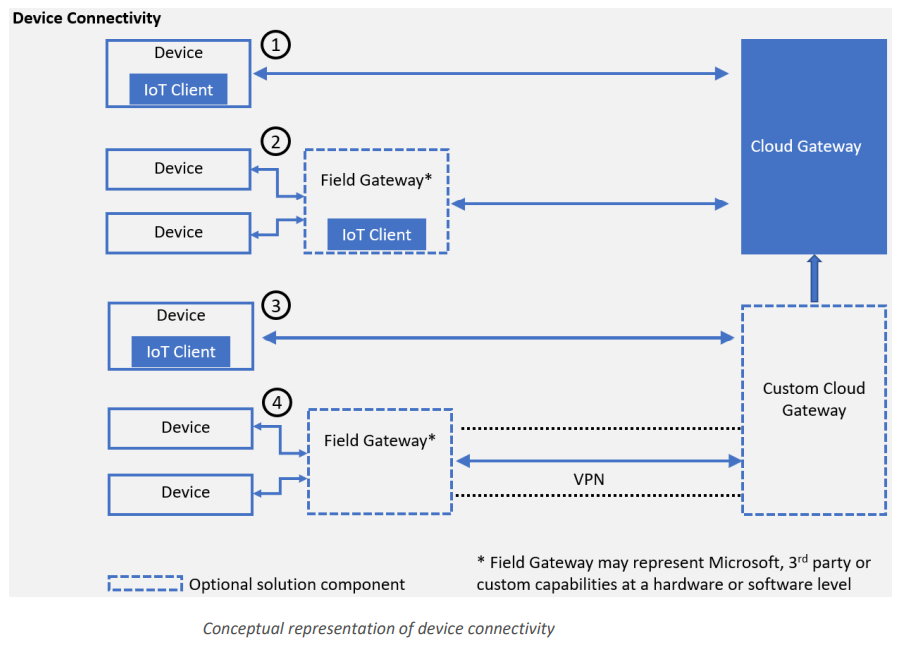 Device Connectivity
Device
IoT Client
1
Cloud Gateway
2
Device
Device
Field Gateway*
IoT Client
3
Device
IoT Client
Custom Cloud
Gateway
4
Device
Device
Field Gateway*
VPN
Optional solution component
* Field Gateway may represent Microsoft, 3rd party or
custom capabilities at a hardware or software level
Conceptual representation of device connectivity